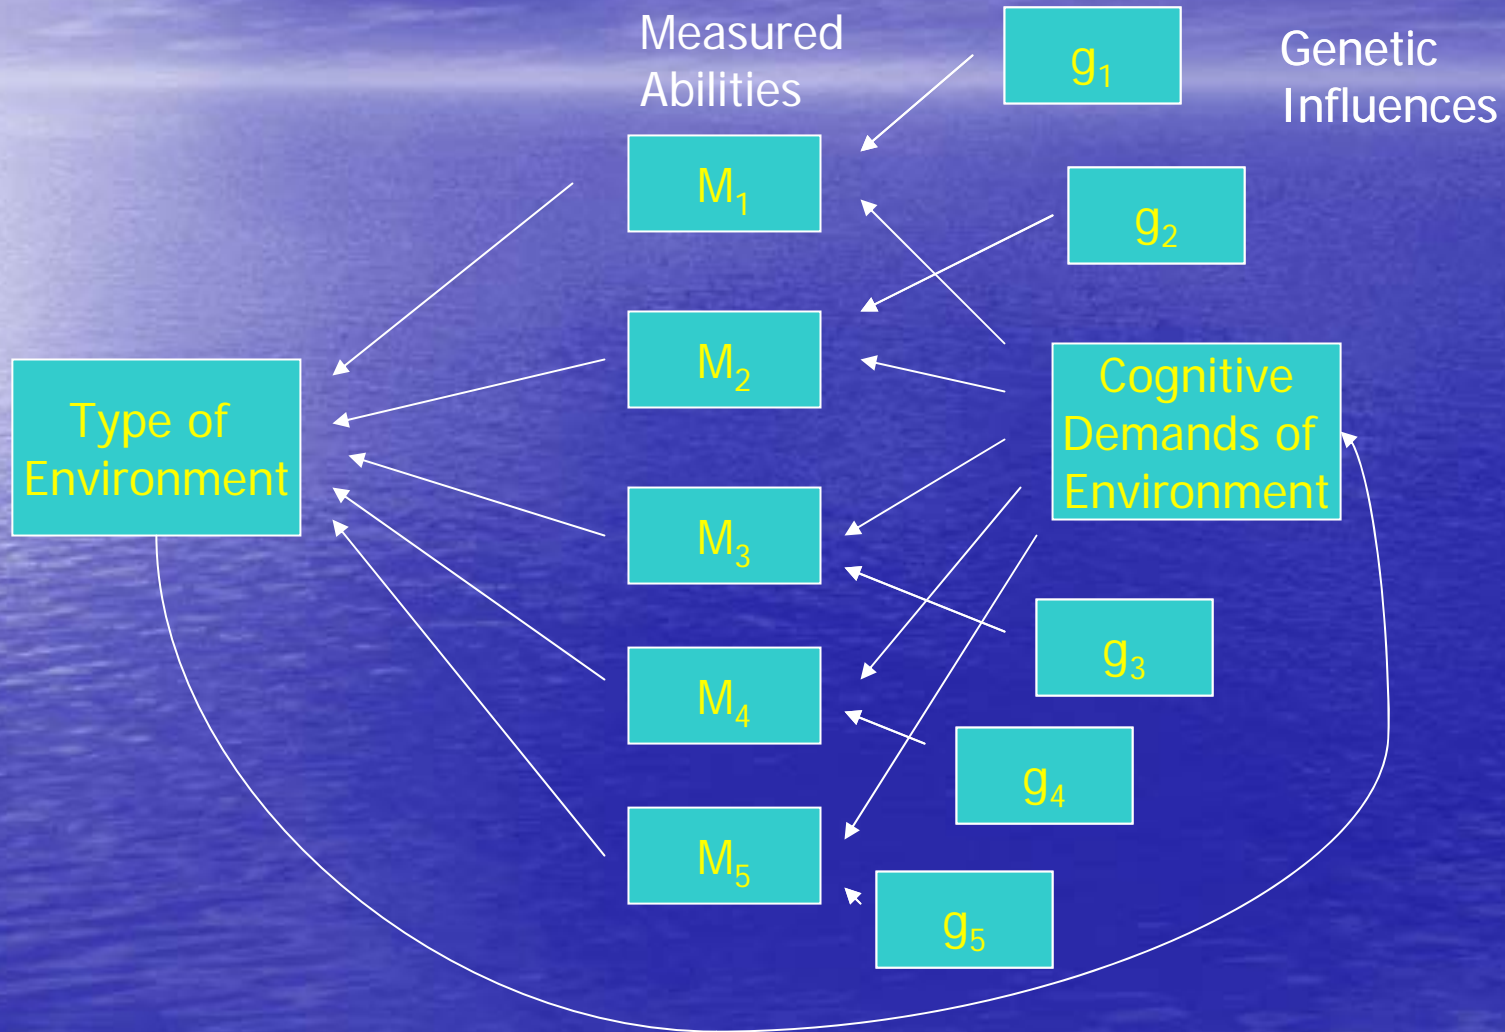 Measured
Abilities
g₁
Genetic
Influences
M₁
g₂
M₂
Cognitive
Demands of
Environment
Type of
Environment
M₃
g₃
M₄
g₄
M₅
g₅